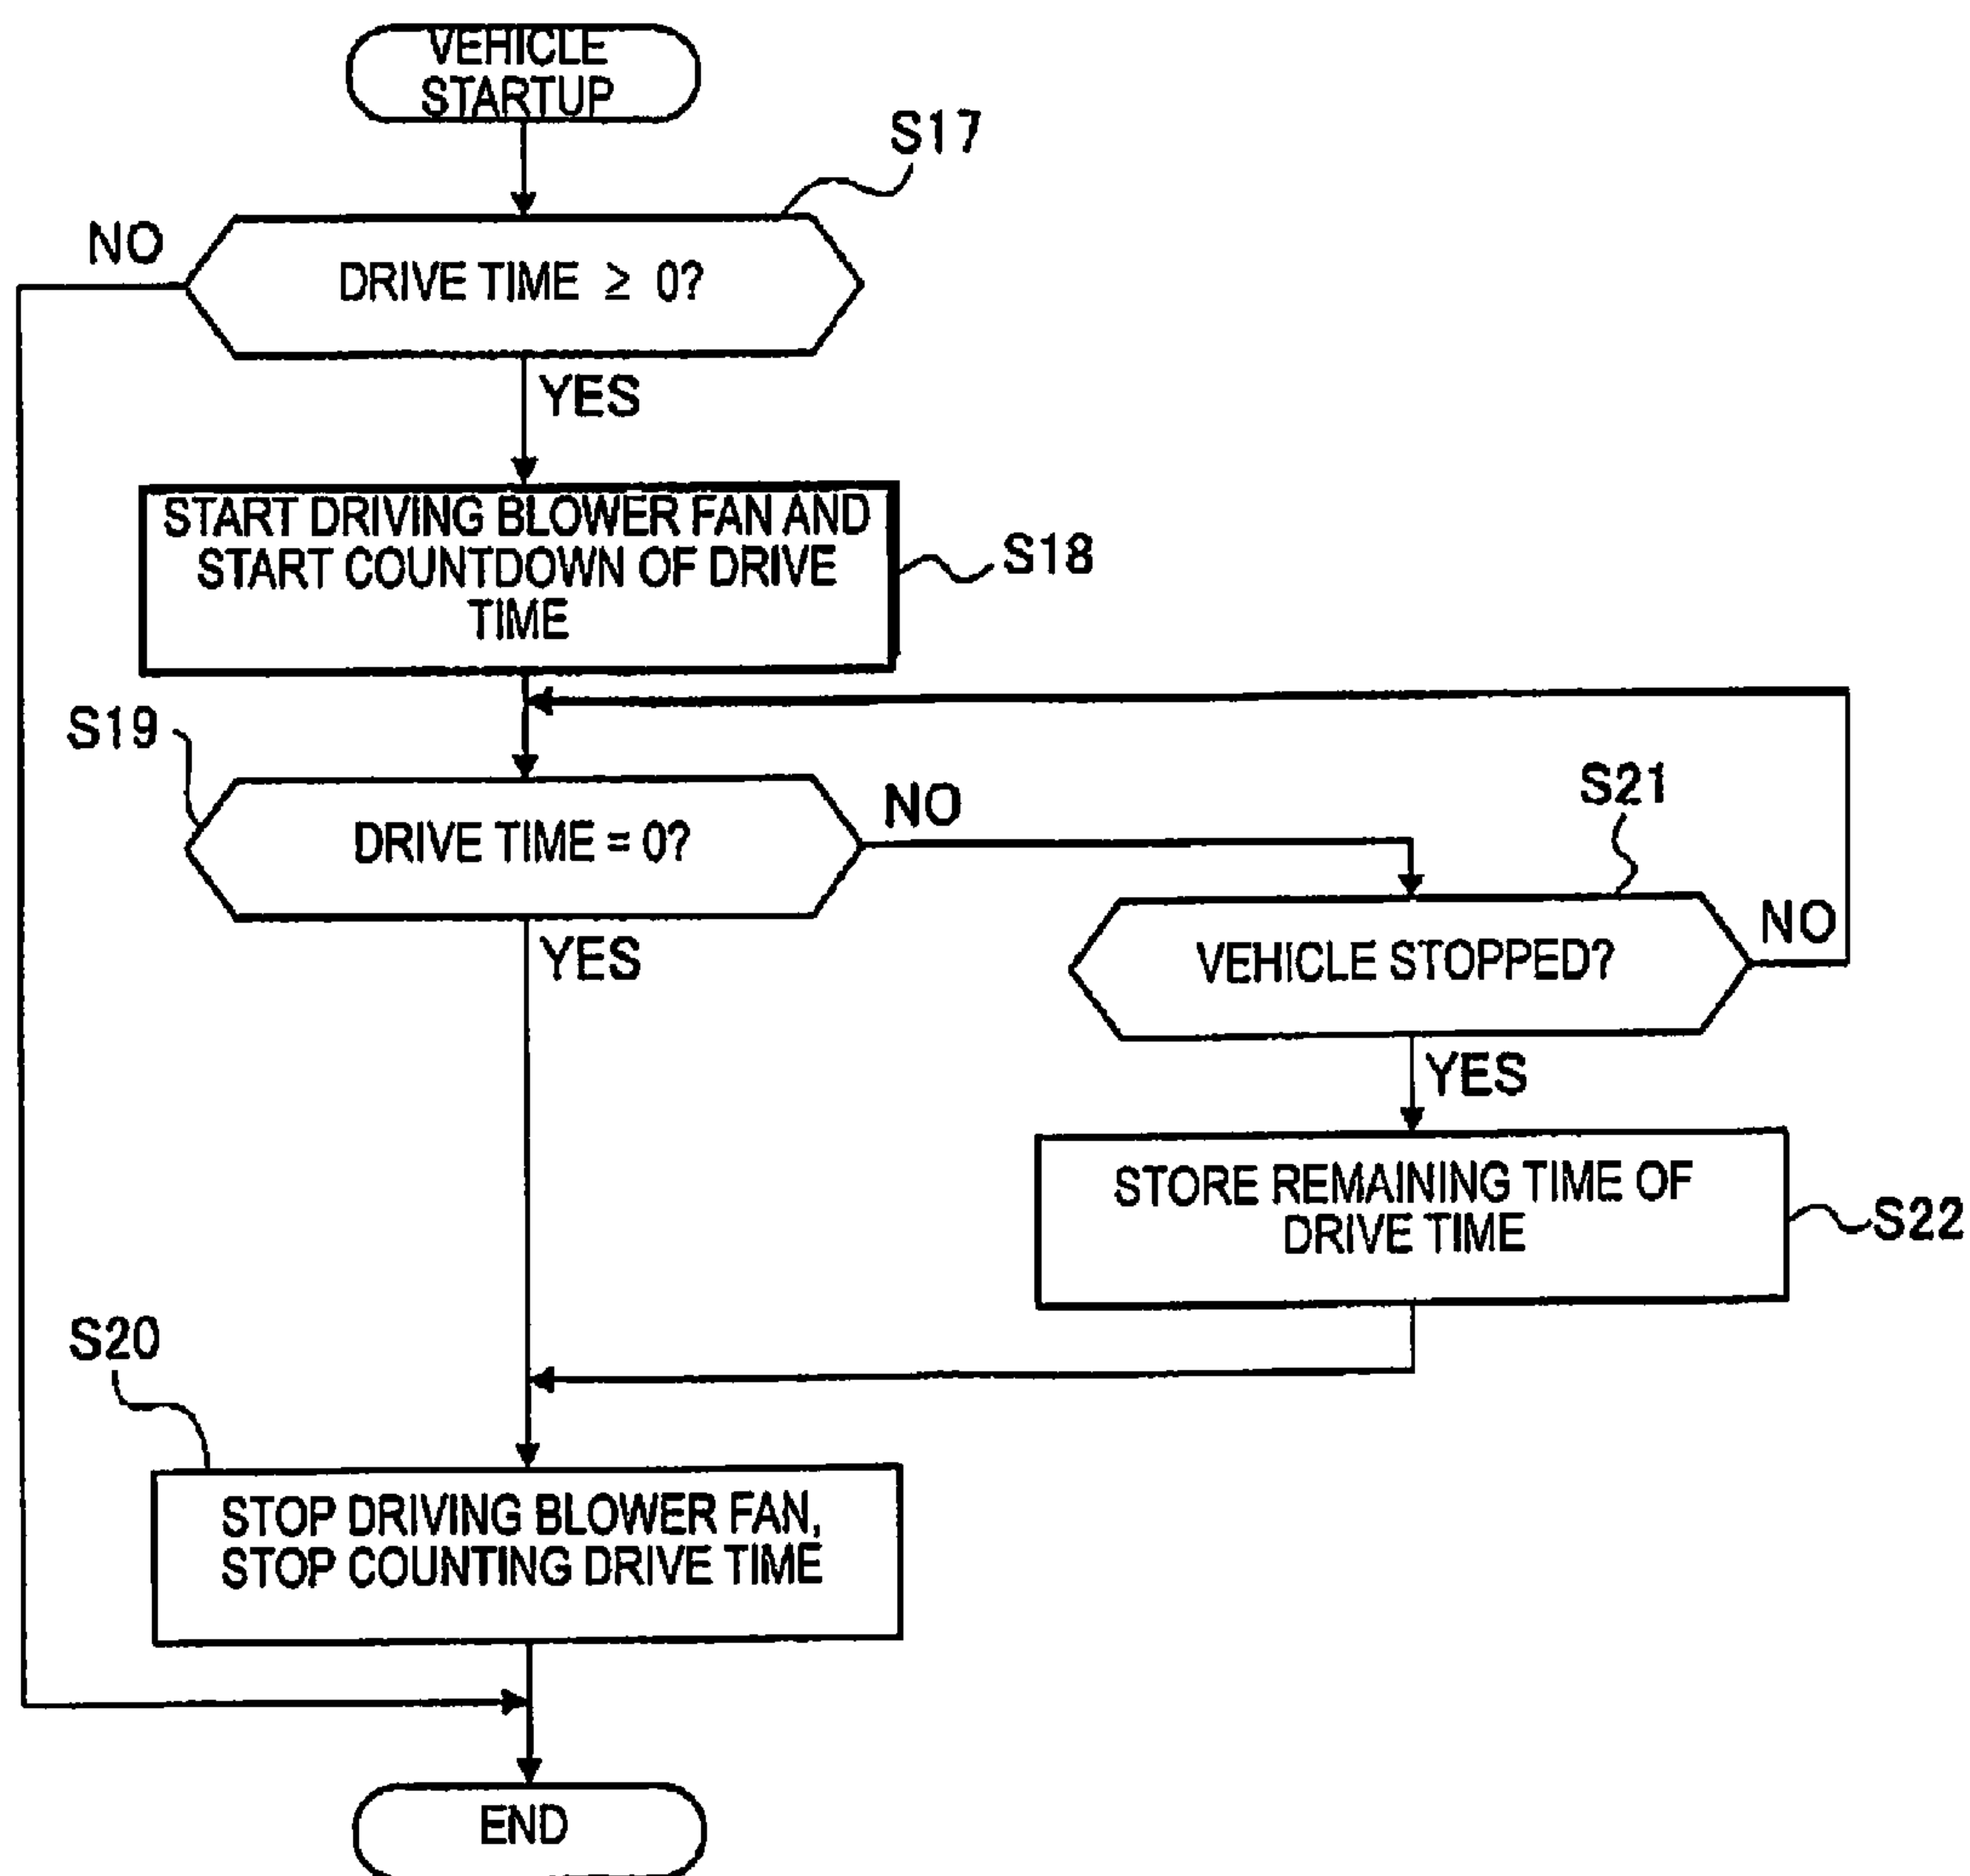 VEHICLE
STARTUP
S17
NO
DRIVE TIME ≥ 0?
YES
START DRIVING BLOWER FAN AND
START COUNTDOWN OF DRIVE
TIME
S18
S19
DRIVE TIME = 0?
NO
S21
YES
VEHICLE STOPPED?
NO
YES
STORE REMAINING TIME OF
DRIVE TIME
S22
S20
STOP DRIVING BLOWER FAN,
STOP COUNTING DRIVE TIME
END